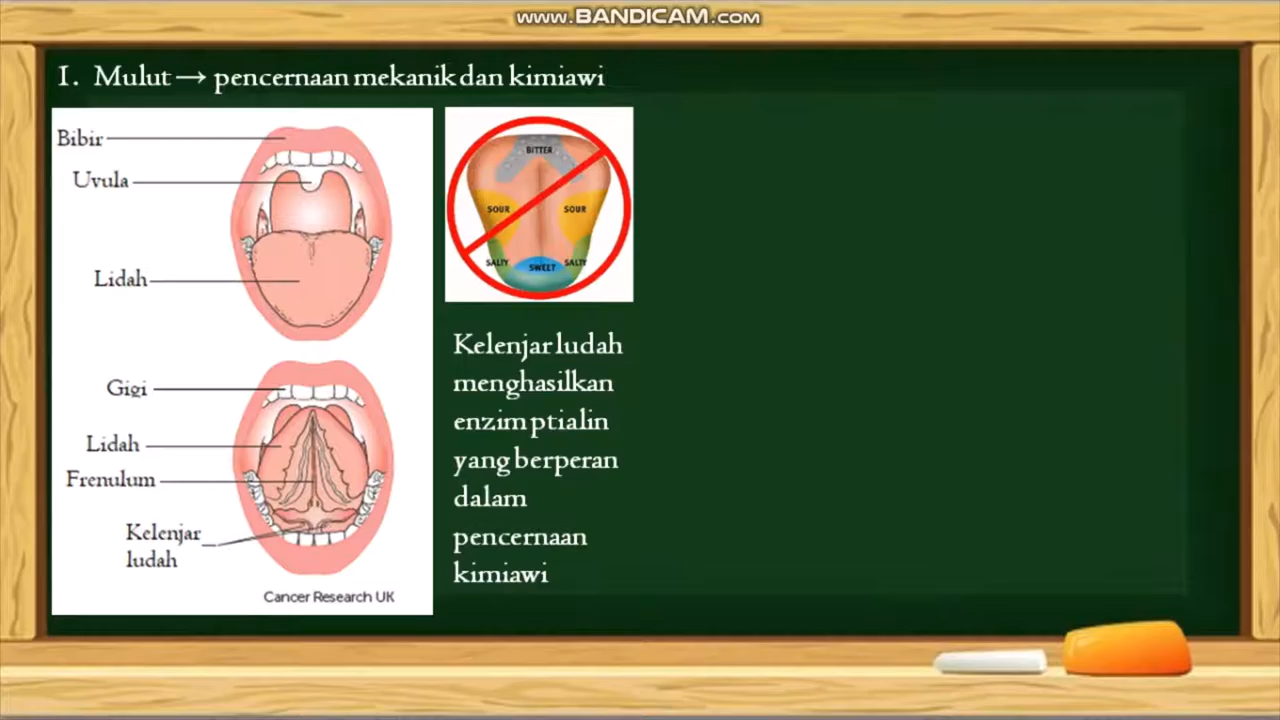 www.BANDICAM.com
1. Mulut → pencernaan mekanik dan kimiawi
Bibir
Uvula
Lidah
Gigi
Lidah
Frenulum
Kelenjar
ludah
Cancer Research UK
BITTER
SOUR
SOUR
SALTY
SWEET
SALTY
Kelenjar ludah
menghasilkan
enzim ptialin
yang berperan
dalam
pencernaan
kimiawi